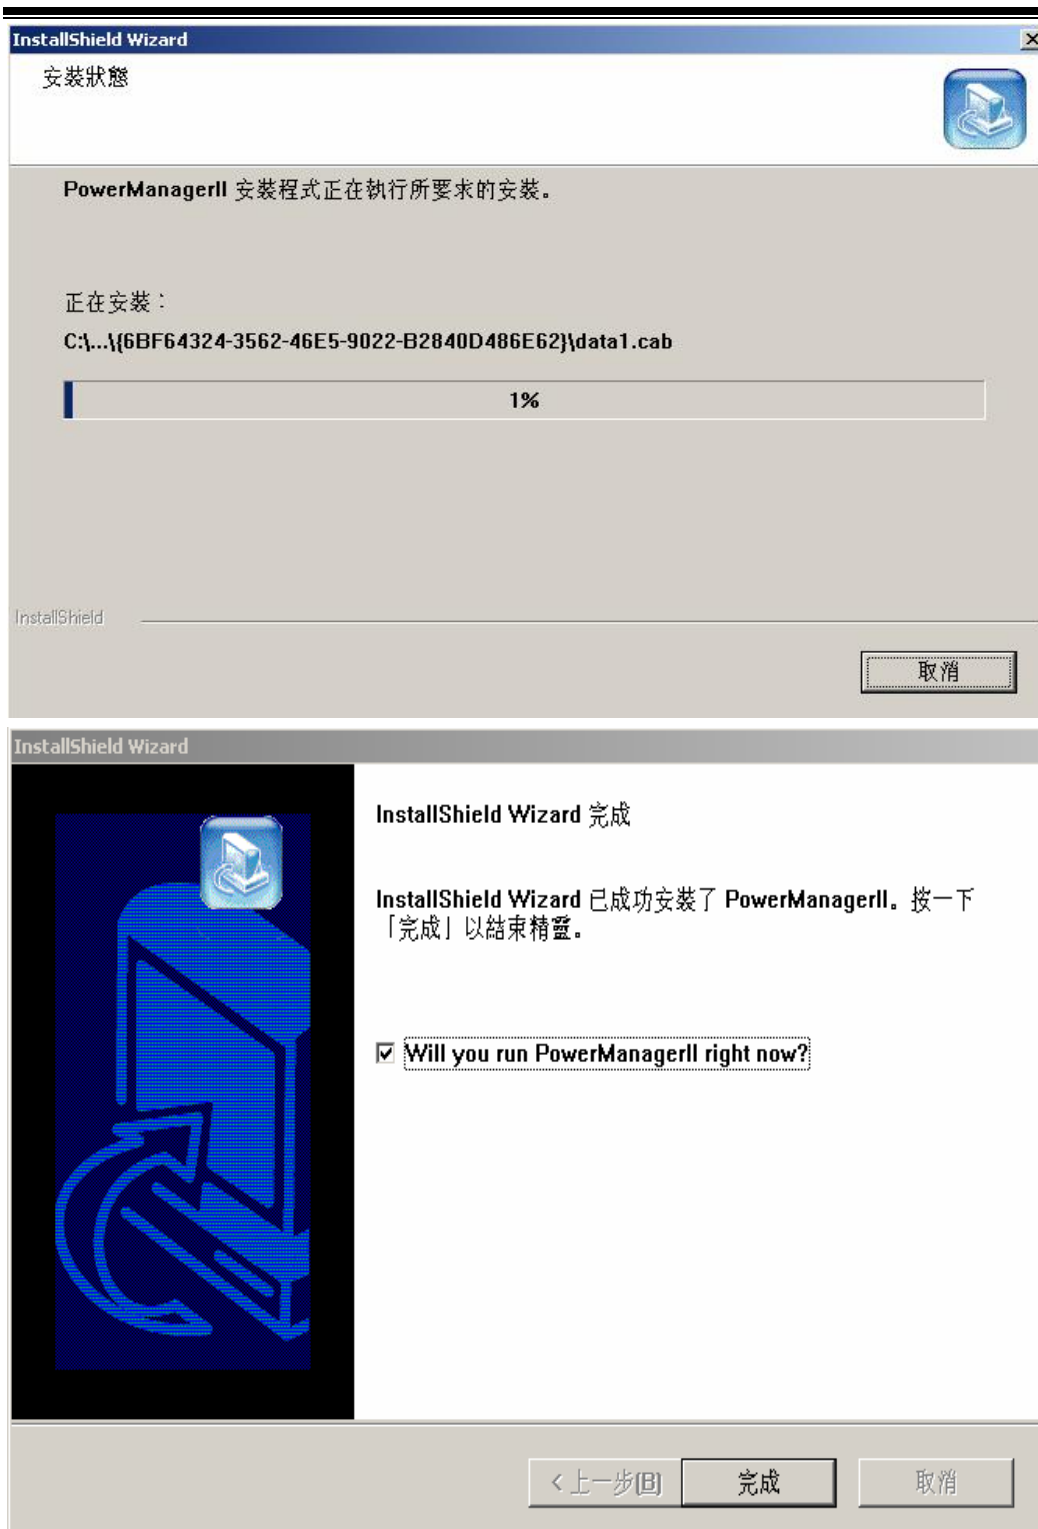 InstallShield Wizard
安裝狀態
PowerManagerII 安裝程式正在執行所要求的安裝。
正在安裝：
C:\...\{6BF64324-3562-46E5-9022-B2840D486E62}\data1.cab
1%
InstallShield
取消
InstallShield Wizard
InstallShield Wizard 完成
InstallShield Wizard 已成功安裝了 PowerManagerII。按一下
「完成」以結束精靈。
Will you run PowerManagerII right now?
< 上一步(B)
完成
取消